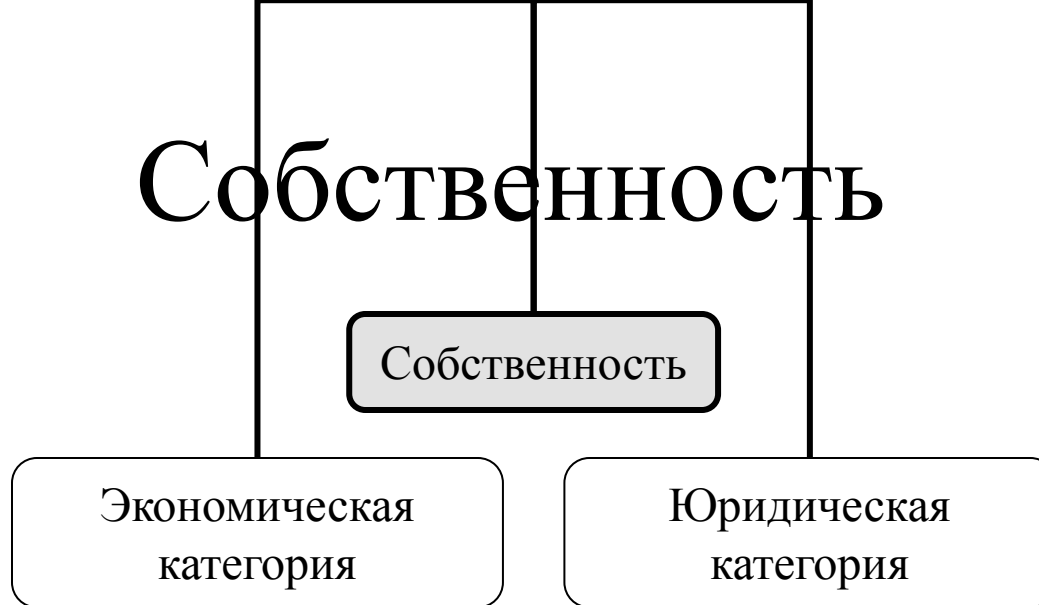 Собственность
Собственность
Экономическая
категория
Юридическая
категория